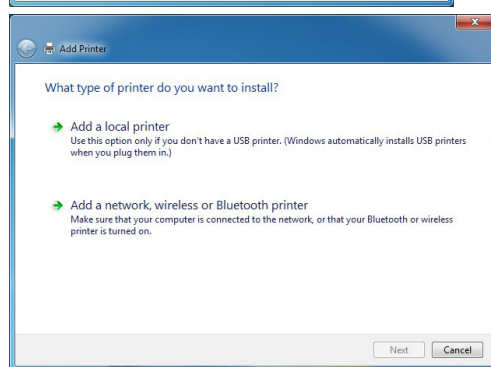 Add Printer
What type of printer do you want to install?
Add a local printer
Use this option only if you don't have a USB printer. (Windows automatically installs USB printers
when you plug them in.)
Add a network, wireless or Bluetooth printer
Make sure that your computer is connected to the network, or that your Bluetooth or wireless
printer is turned on.
Next Cancel